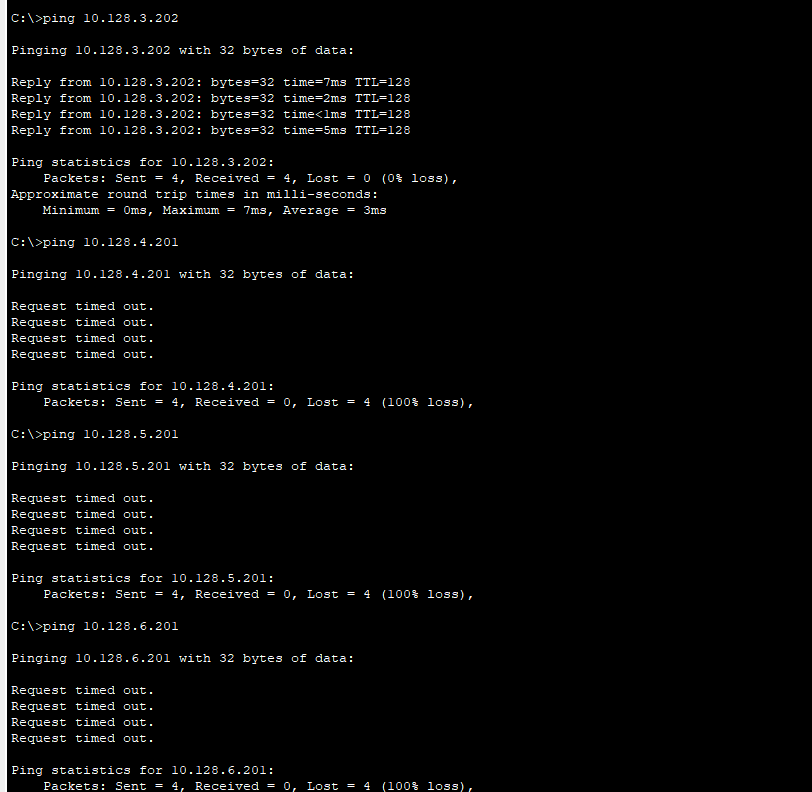 C:\>ping 10.128.3.202
Pinging 10.128.3.202 with 32 bytes of data:
Reply from 10.128.3.202: bytes=32 time=7ms TTL=128
Reply from 10.128.3.202: bytes=32 time=2ms TTL=128
Reply from 10.128.3.202: bytes=32 time<1ms TTL=128
Reply from 10.128.3.202: bytes=32 time=5ms TTL=128
Ping statistics for 10.128.3.202:
    Packets: Sent = 4, Received = 4, Lost = 0 (0% loss),
Approximate round trip times in milli-seconds:
    Minimum = 0ms, Maximum = 7ms, Average = 3ms
C:\>ping 10.128.4.201
Pinging 10.128.4.201 with 32 bytes of data:
Request timed out.
Request timed out.
Request timed out.
Request timed out.
Ping statistics for 10.128.4.201:
    Packets: Sent = 4, Received = 0, Lost = 4 (100% loss),
C:\>ping 10.128.5.201
Pinging 10.128.5.201 with 32 bytes of data:
Request timed out.
Request timed out.
Request timed out.
Request timed out.
Ping statistics for 10.128.5.201:
    Packets: Sent = 4, Received = 0, Lost = 4 (100% loss),
C:\>ping 10.128.6.201
Pinging 10.128.6.201 with 32 bytes of data:
Request timed out.
Request timed out.
Request timed out.
Request timed out.
Ping statistics for 10.128.6.201:
    Packets: Sent = 4, Received = 0, Lost = 4 (100% loss),